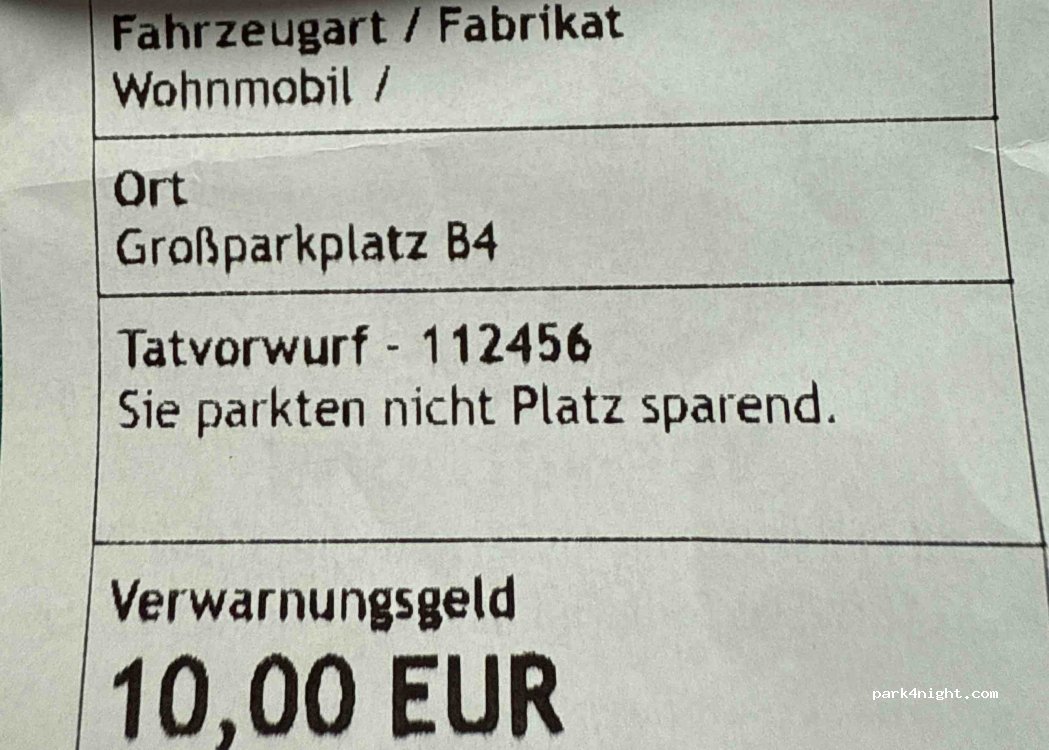 Fahrzeugart / Fabrikat
Wohnmobil /
Ort
Großparkplatz B4
Tatvorwurf - 112456
Sie parkten nicht Platz sparend.
Verwarnungsgeld
10,00 EUR
park4night.com